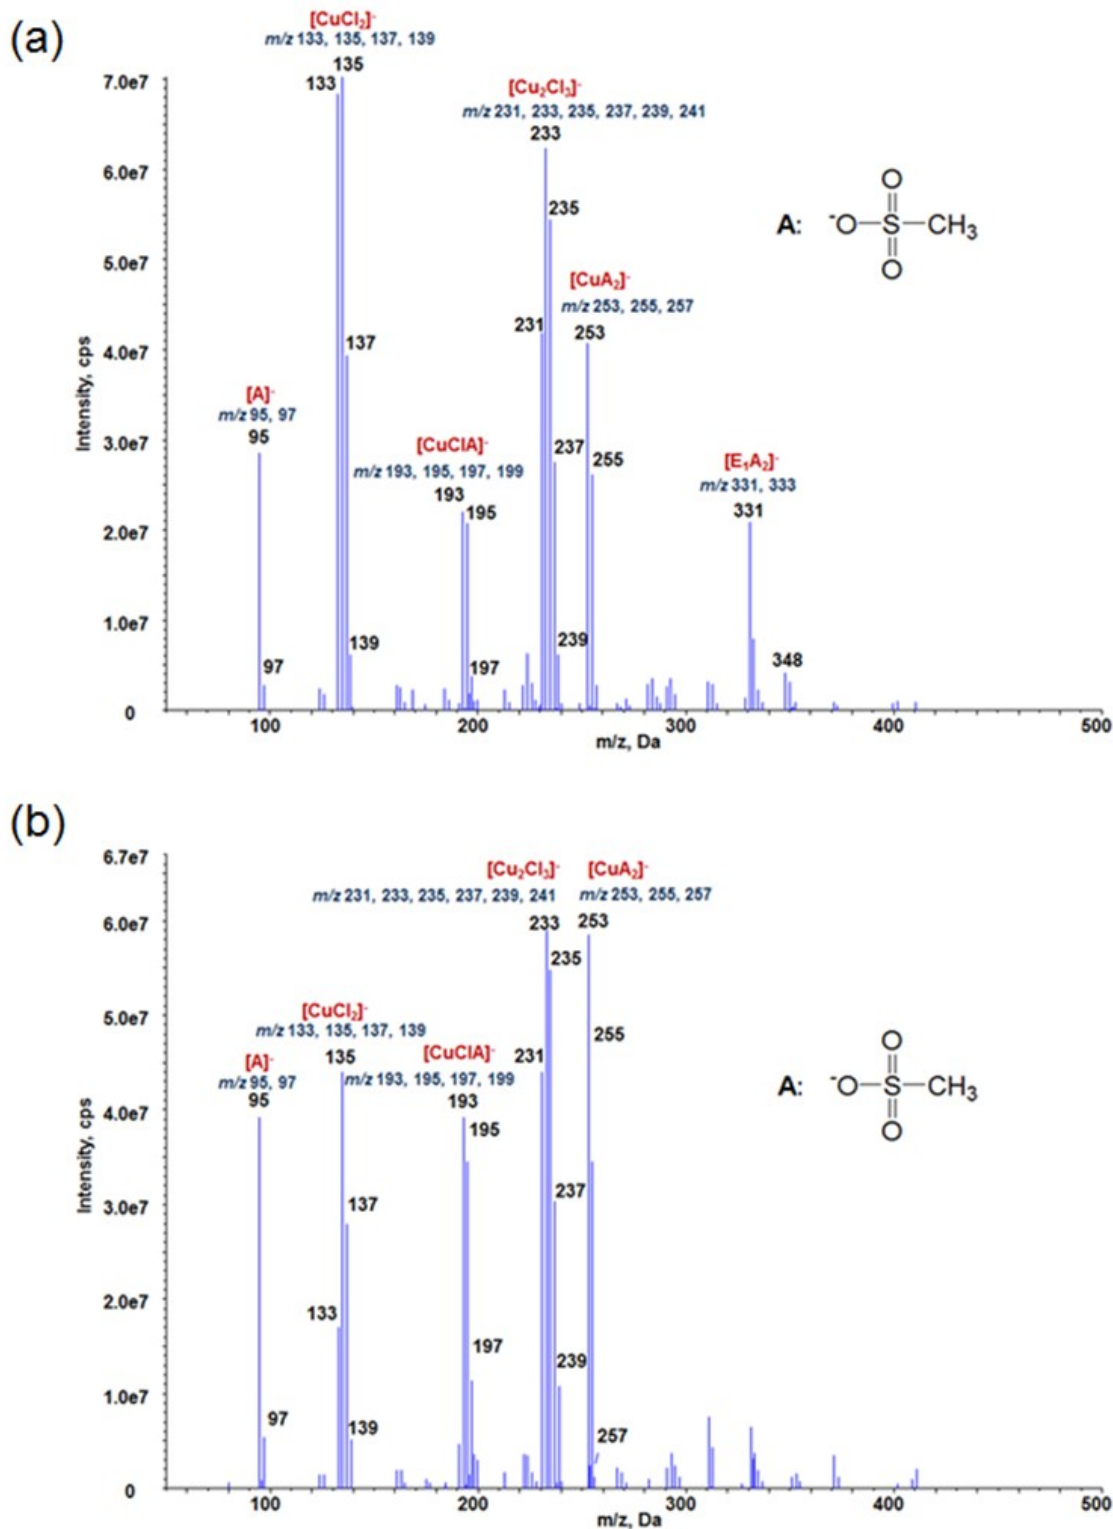 (a)
[CuCl₂]⁻
m/z 133, 135, 137, 139
135
133
7.0e7
[Cu₂Cl₃]⁻
m/z 231, 233, 235, 237, 239, 241
233
6.0e7
235
A: ⁻O S CH₃
O
O
5.0e7
[CuA₂]⁻
m/z 253, 255, 257
231
253
137
4.0e7
[A]⁻
m/z 95, 97
95
[CuClA]⁻
m/z 193, 195, 197, 199
193
195
237
255
[E₁A₂]⁻
m/z 331, 333
331
3.0e7
2.0e7
1.0e7
139
97
197
239
348
0
100
200
300
400
500
Intensity, cps
m/z, Da
(b)
6.7e7
[Cu₂Cl₃]⁻
[CuA₂]⁻
m/z 231, 233, 235, 237, 239, 241
m/z 253, 255, 257
6.0e7
233
253
235
255
[CuCl₂]⁻
m/z 133, 135, 137, 139
5.0e7
135
[CuClA]⁻
m/z 193, 195, 197, 199
231
[A]⁻
m/z 95, 97
95
193
195
A: ⁻O S CH₃
O
O
4.0e7
137
237
3.0e7
133
2.0e7
197
239
1.0e7
97
139
257
0
100
200
300
400
500
Intensity, cps
m/z, Da